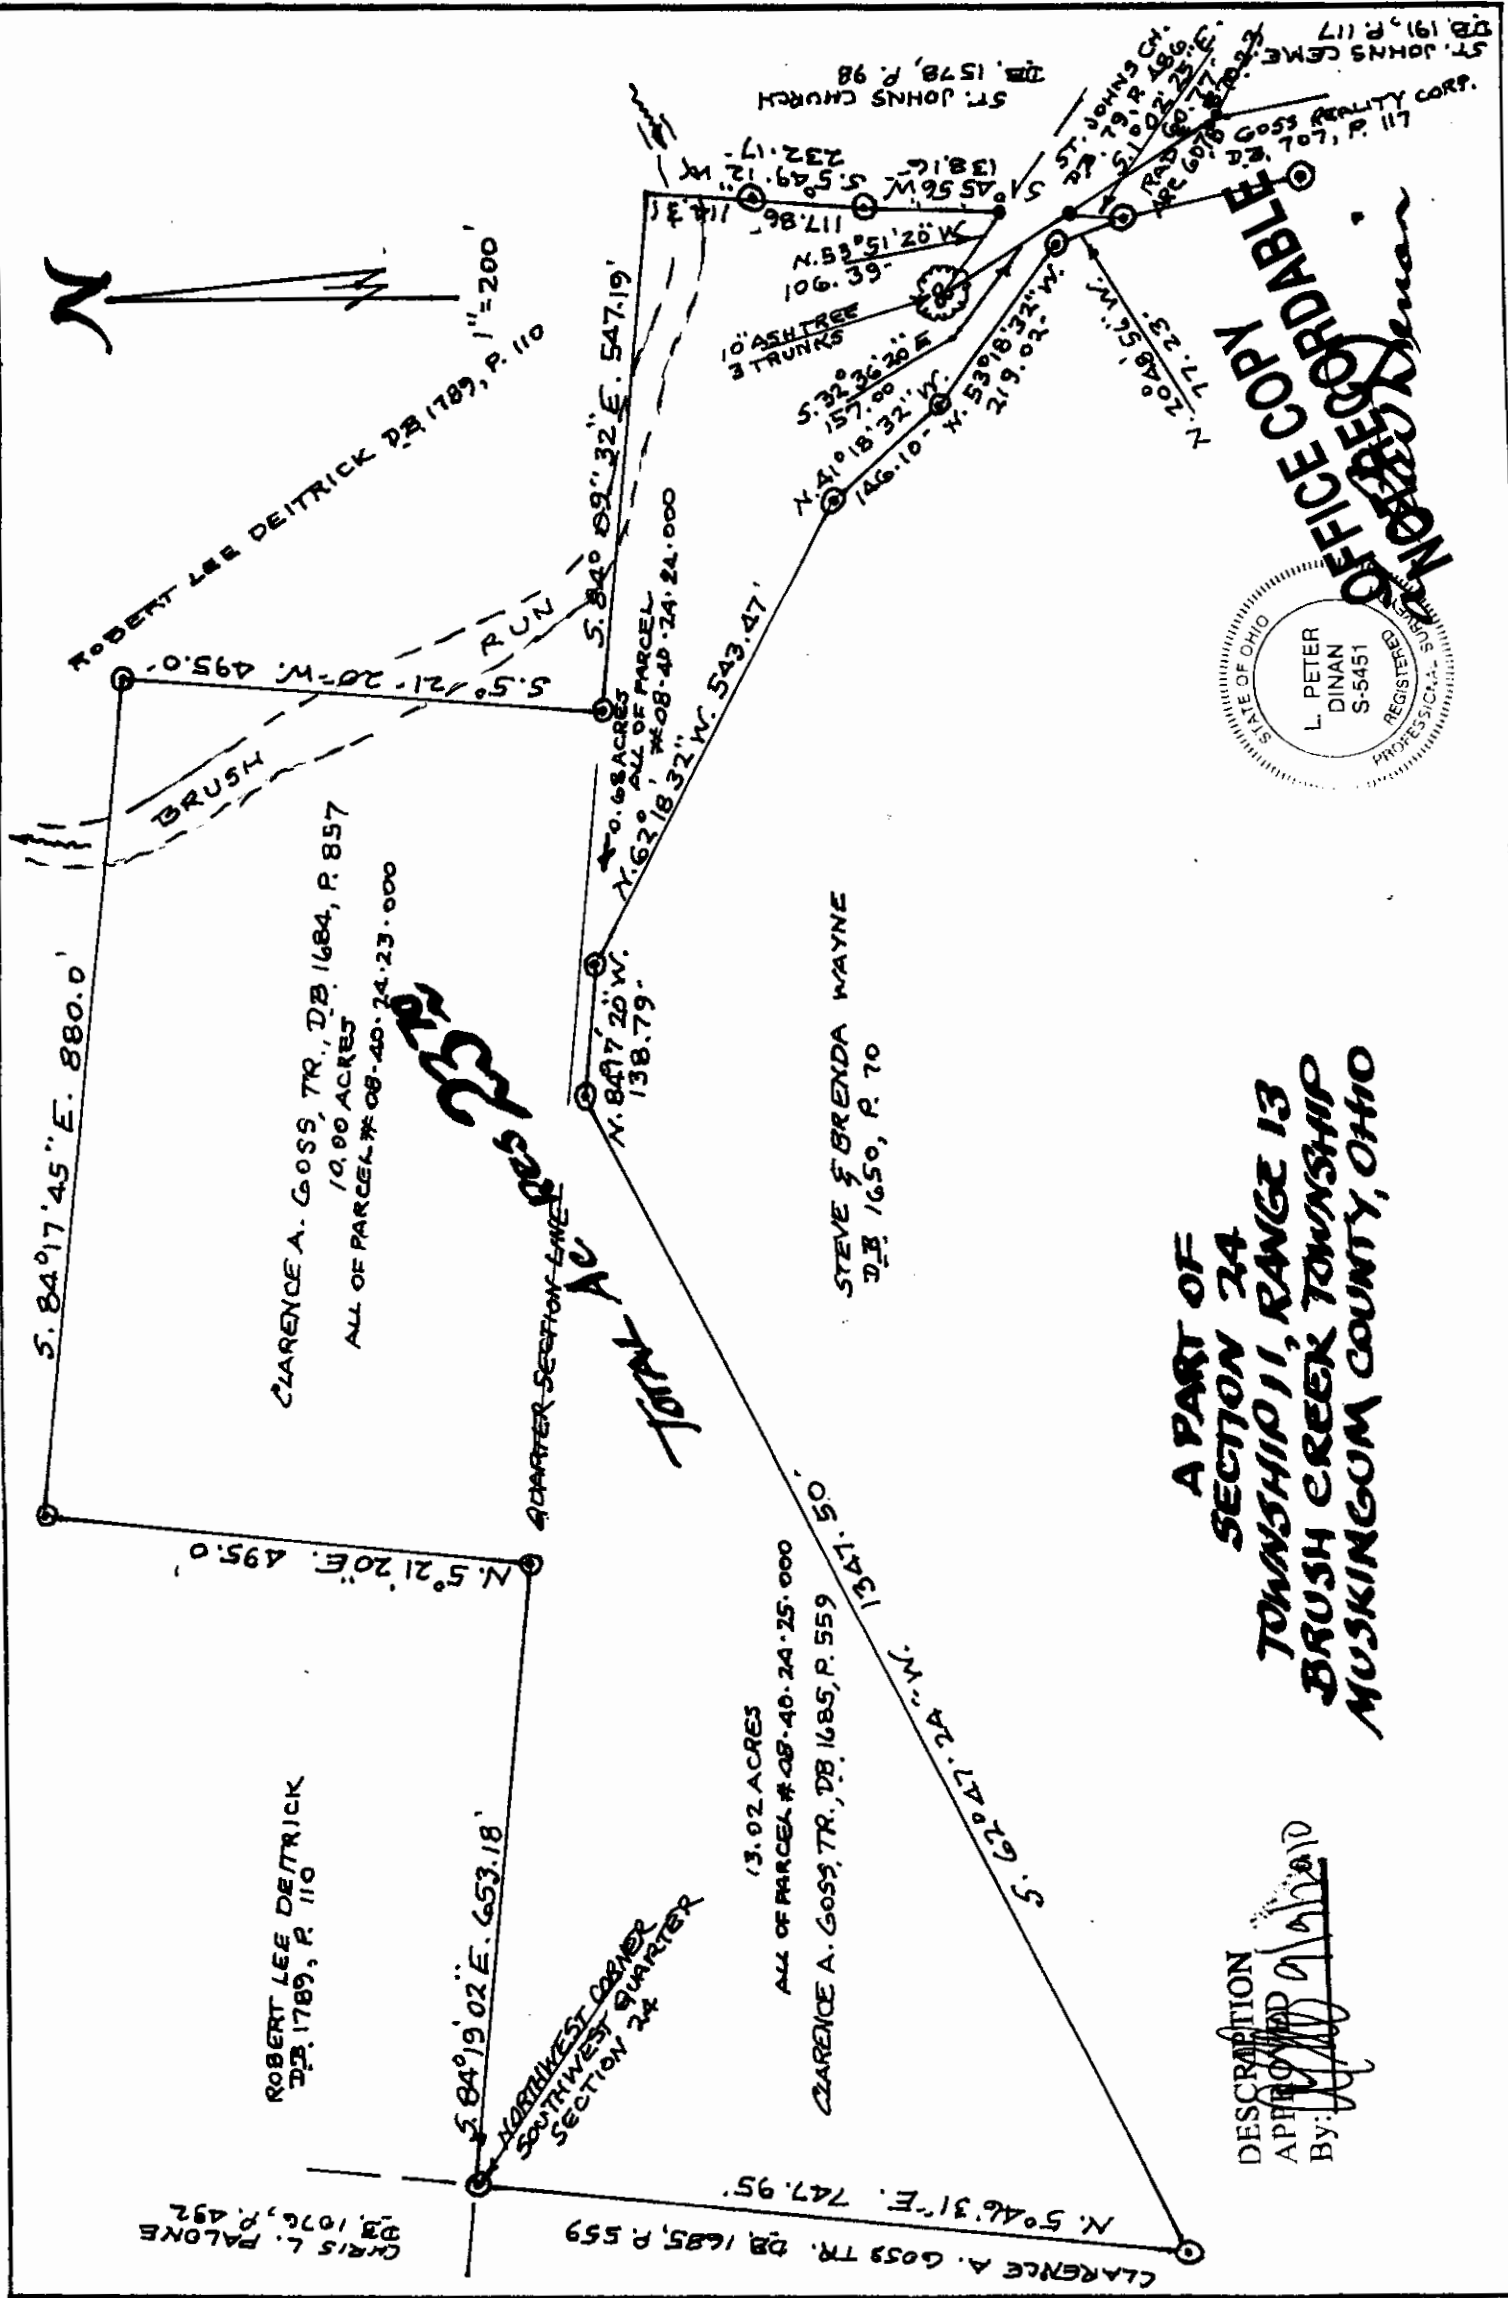 N
1"=200'
ROBERT LEE DEITRICK
D.B. 1789, P. 110
ROBERT LEE DEITRICK DB 1789, P. 110
CHRIS L. PALONE
D.B. 1076, P. 492
S. 84° 17' 45" E. 880.0'
S. 5° 21' 20" W. 495.0'
N. 5° 21' 20" E. 495.0'
BRUSH
RUN
CLARENCE A. GOSS, TR., DB 1684, P. 857
10.00 ACRES
ALL OF PARCEL # 08-40-24-23-000
S. 84° 19' 02" E. 653.18'
NORTHWEST CORNER
SOUTHWEST QUARTER
SECTION 24
QUARTER SECTION LINE
TOTAL AC
S. 84° 09' 32" E. 547.19'
0.68 ACRES
ALL OF PARCEL
# 08-40-24-24-000
ST. JOHNS CHURCH
D.B. 1578, P. 98
114.31
117.86'
S. 5° 49' 12" W
232.17'
S 1° 45' 56" W
138.16'
N. 53° 51' 20" W
106.39'
10" ASH TREE
3 TRUNKS
S. 32° 36' 20" E
157.00
ST. JOHNS CH.
S. 1° 02' 25" E.
GOSS REALITY CORP.
D.B. 707, P. 117
ST. JOHNS CEME.
D.B. 191, P. 117
N. 20° 48' 56" W.
77.23'
N. 53° 18' 32" W.
219.02'
N. 41° 18' 32" W.
146.10'
N. 62° 18' 32" W. 543.47'
N. 84° 17' 20" W.
138.79'
S. 62° 47' 24" W. 1347.50'
13.02 ACRES
ALL OF PARCEL # 08-40-24-25-000
CLARENCE A. GOSS, TR., DB 1685, P. 559
N. 5° 46' 31" E. 747.95'
CLARENCE A. GOSS TR. DB 1685, P. 559
STEVE & BRENDA WAYNE
D.B. 1650, P. 70
A PART OF
SECTION 24
TOWNSHIP 11, RANGE 13
BRUSH CREEK TOWNSHIP
MUSKINGUM COUNTY, OHIO
STATE OF OHIO
L. PETER
DINAN
S-5451
REGISTERED
PROFESSIONAL SURVEYOR
OFFICE COPY
NOT RECORDABLE
DESCRIPTION
APPROVED
By: